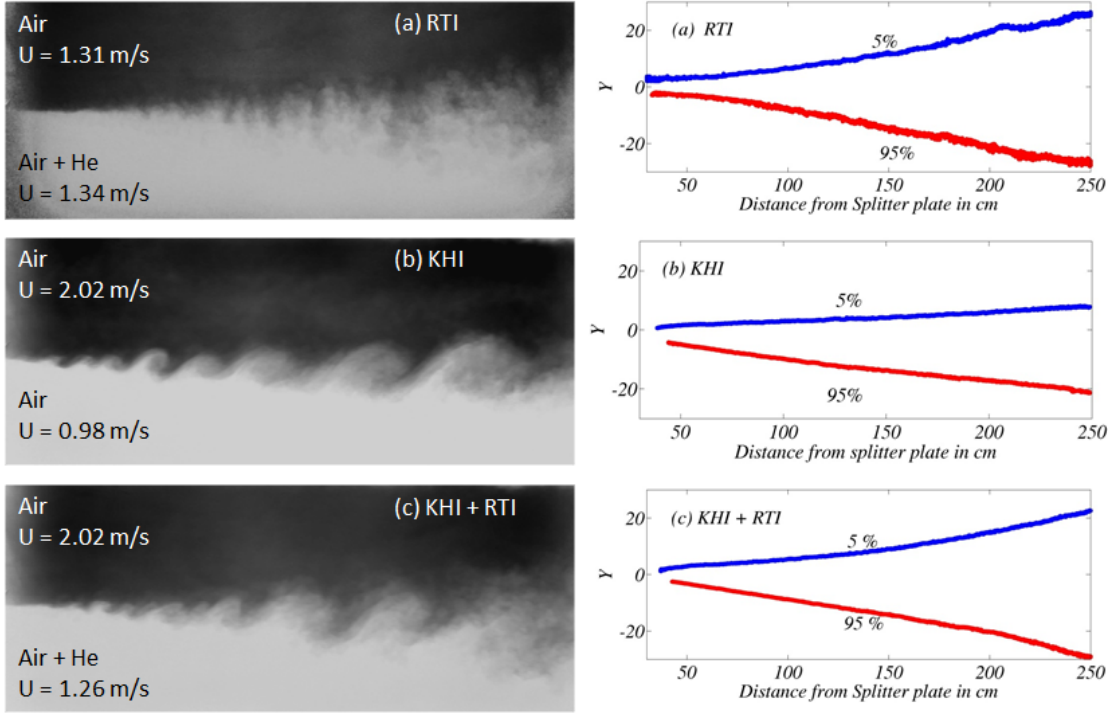 Air
U = 1.31 m/s
(a) RTI
Air + He
U = 1.34 m/s
(a) RTI
5%
95%
Y
20
0
-20
50 100 150 200 250
Distance from Splitter plate in cm
Air
U = 2.02 m/s
(b) KHI
Air
U = 0.98 m/s
(b) KHI
5%
95%
Y
20
0
-20
50 100 150 200 250
Distance from splitter plate in cm
Air
U = 2.02 m/s
(c) KHI + RTI
Air + He
U = 1.26 m/s
(c) KHI + RTI
5 %
95 %
Y
20
0
-20
50 100 150 200 250
Distance from Splitter plate in cm